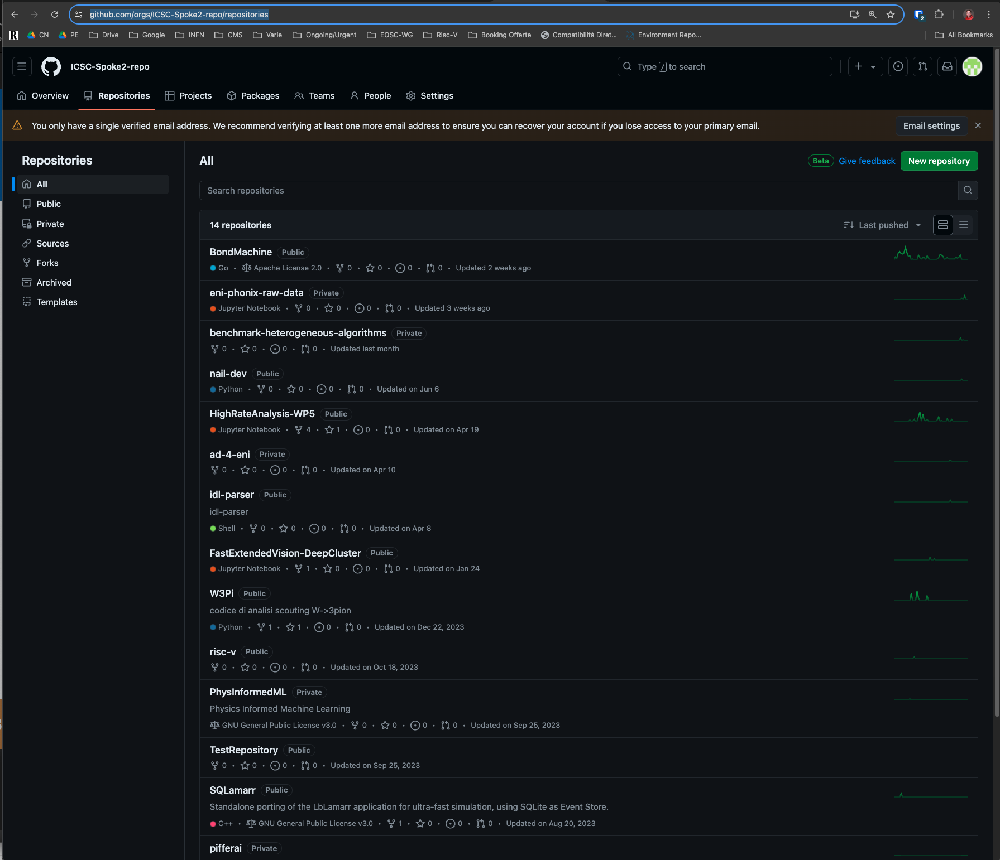 github.com/orgs/ICSC-Spoke2-repo/repositories
2
R CN PE Drive Google INFN CMS Varie Ongoing/Urgent EOSC-WG Risc-V Booking Offerte Compatibilità Diret... Environment Repo... All Bookmarks
ICSC-Spoke2-repo
Type / to search
Overview Repositories Projects Packages Teams People Settings
You only have a single verified email address. We recommend verifying at least one more email address to ensure you can recover your account if you lose access to your primary email. Email settings
Repositories
All
Public
Private
Sources
Forks
Archived
Templates
All
Beta Give feedback New repository
Search repositories
14 repositories Last pushed
BondMachine Public
Go • Apache License 2.0 • 0 • 0 • 0 • 0 • Updated 2 weeks ago
eni-phonix-raw-data Private
Jupyter Notebook • 0 • 0 • 0 • 0 • Updated 3 weeks ago
benchmark-heterogeneous-algorithms Private
0 • 0 • 0 • 0 • Updated last month
nail-dev Public
Python • 0 • 0 • 0 • 0 • Updated on Jun 6
HighRateAnalysis-WP5 Public
Jupyter Notebook • 4 • 1 • 0 • 0 • Updated on Apr 19
ad-4-eni Private
0 • 0 • 0 • 0 • Updated on Apr 10
idl-parser Public
idl-parser
Shell • 0 • 0 • 0 • 0 • Updated on Apr 8
FastExtendedVision-DeepCluster Public
Jupyter Notebook • 1 • 0 • 0 • 0 • Updated on Jan 24
W3Pi Public
codice di analisi scouting W->3pion
Python • 1 • 1 • 0 • 0 • Updated on Dec 22, 2023
risc-v Public
0 • 0 • 0 • 0 • Updated on Oct 18, 2023
PhysInformedML Private
Physics Informed Machine Learning
GNU General Public License v3.0 • 0 • 0 • 0 • 0 • Updated on Sep 25, 2023
TestRepository Public
0 • 0 • 0 • 0 • Updated on Sep 25, 2023
SQLamarr Public
Standalone porting of the LbLamarr application for ultra-fast simulation, using SQLite as Event Store.
C++ • GNU General Public License v3.0 • 1 • 0 • 0 • 0 • Updated on Aug 20, 2023
pifferai Private